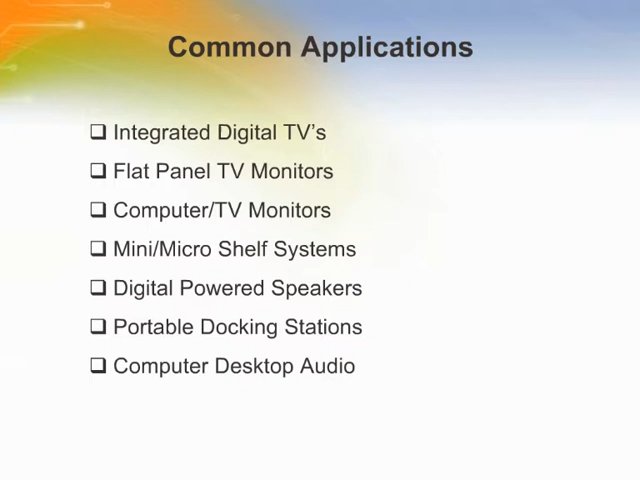 Common Applications
❑ Integrated Digital TV’s
❑ Flat Panel TV Monitors
❑ Computer/TV Monitors
❑ Mini/Micro Shelf Systems
❑ Digital Powered Speakers
❑ Portable Docking Stations
❑ Computer Desktop Audio